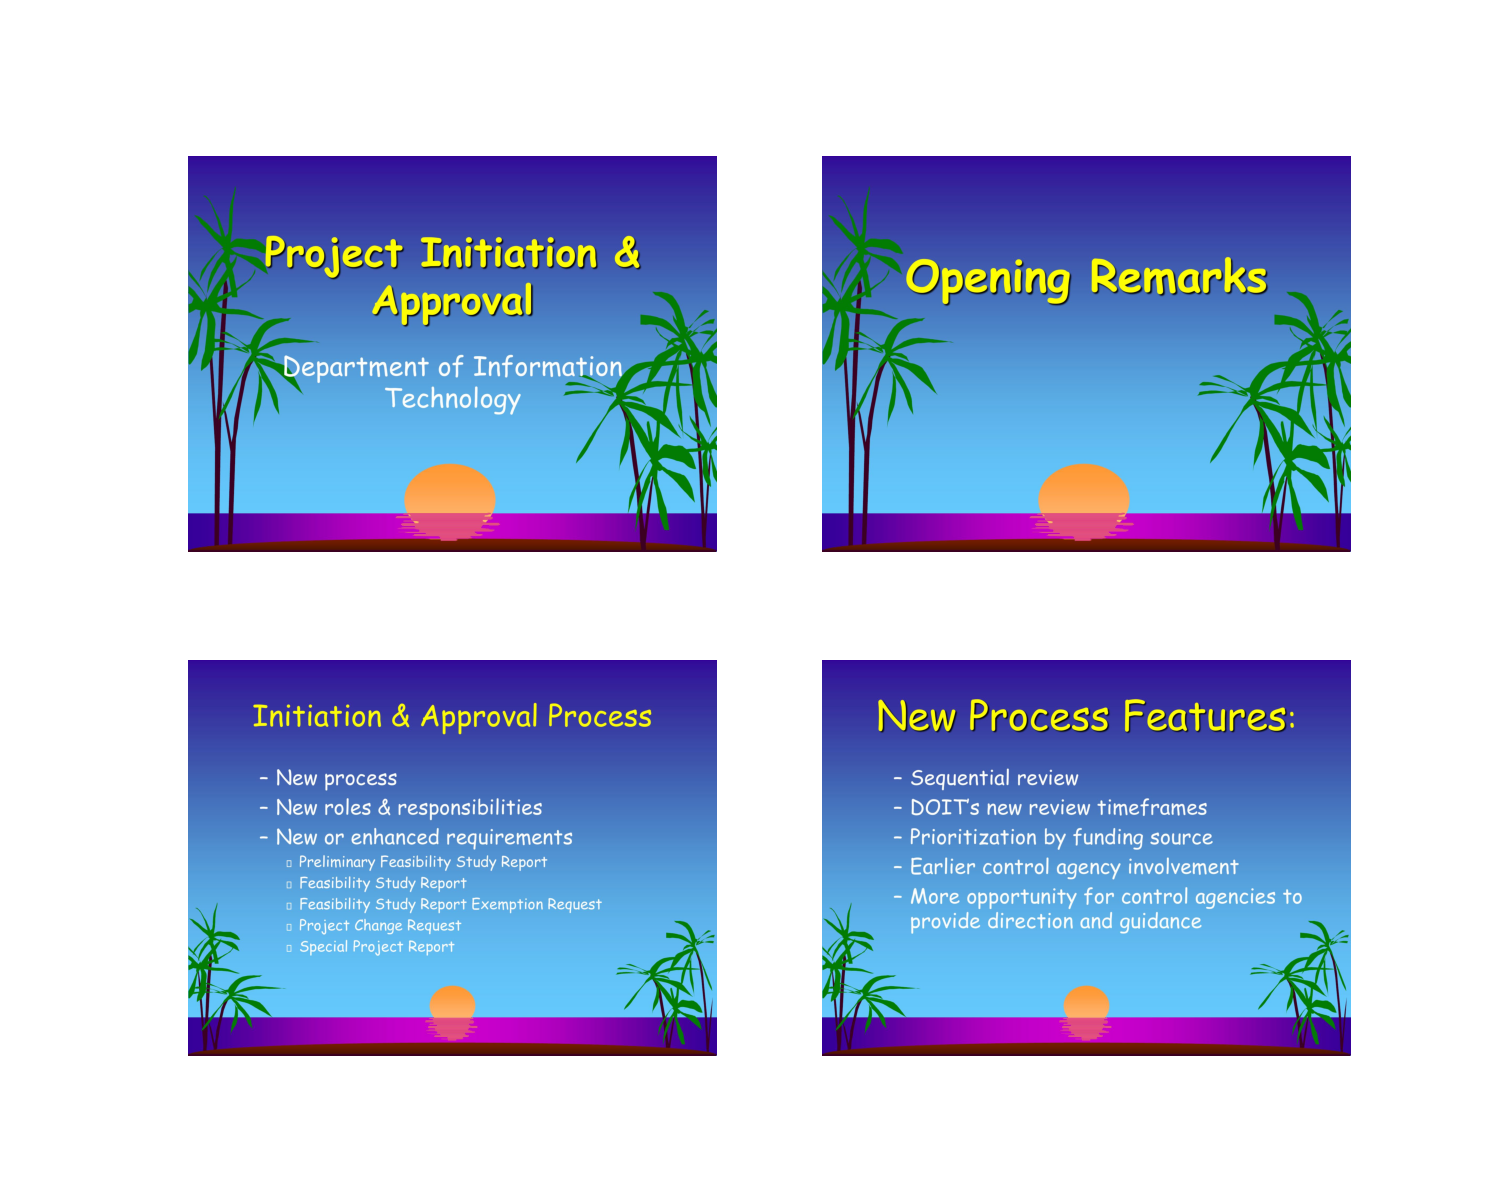 Project Initiation &
Approval
Department of Information
Technology
Opening Remarks
Initiation & Approval Process
– New process
– New roles & responsibilities
– New or enhanced requirements
▯ Preliminary Feasibility Study Report
▯ Feasibility Study Report
▯ Feasibility Study Report Exemption Request
▯ Project Change Request
▯ Special Project Report
New Process Features:
– Sequential review
– DOIT's new review timeframes
– Prioritization by funding source
– Earlier control agency involvement
– More opportunity for control agencies to
provide direction and guidance